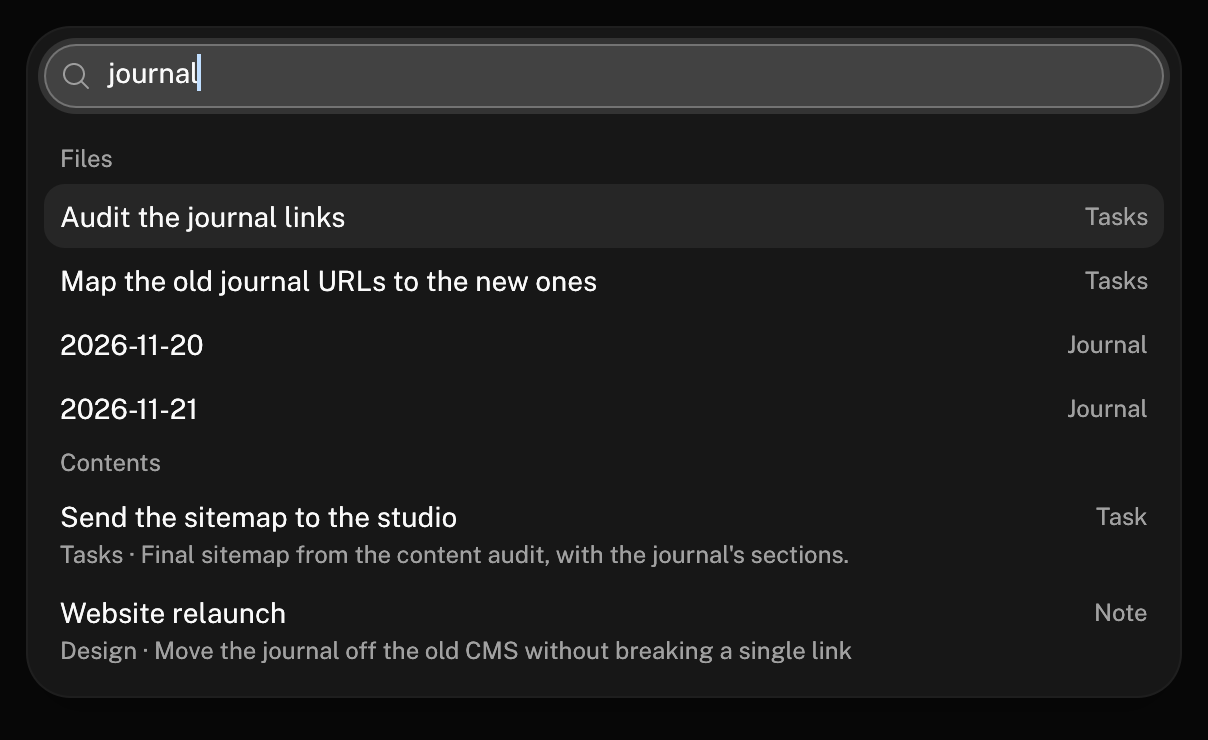 journal
Files
Audit the journal links Tasks
Map the old journal URLs to the new ones Tasks
2026-11-20 Journal
2026-11-21 Journal
Contents
Send the sitemap to the studio Task
Tasks · Final sitemap from the content audit, with the journal's sections.
Website relaunch Note
Design · Move the journal off the old CMS without breaking a single link